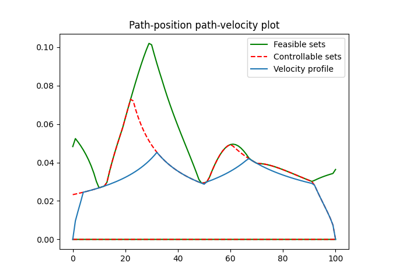 Path-position path-velocity plot
Feasible sets
Controllable sets
Velocity profile
0.10
0.08
0.06
0.04
0.02
0.00
0 20 40 60 80 100